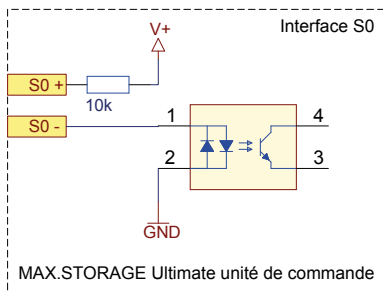 Interface S0
V+
S0 +
10k
S0 -
1
4
2
3
GND
MAX.STORAGE Ultimate unité de commande